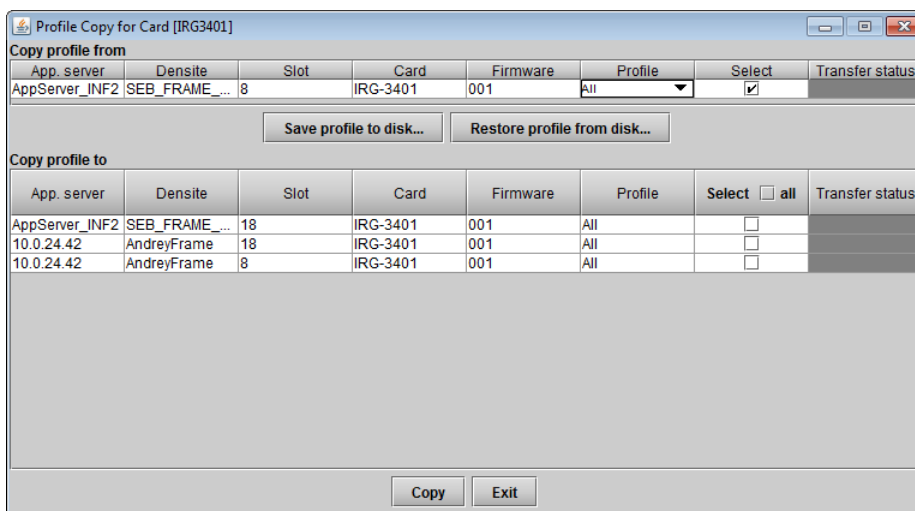 Profile Copy for Card [IRG3401]
Copy profile from
App. server Densite Slot Card Firmware Profile Select Transfer status
AppServer_INF2 SEB_FRAME_... 8 IRG-3401 001 All
Save profile to disk... Restore profile from disk...
Copy profile to
App. server Densite Slot Card Firmware Profile Select all Transfer status
AppServer_INF2 SEB_FRAME_... 18 IRG-3401 001 All
10.0.24.42 AndreyFrame 18 IRG-3401 001 All
10.0.24.42 AndreyFrame 8 IRG-3401 001 All
Copy Exit